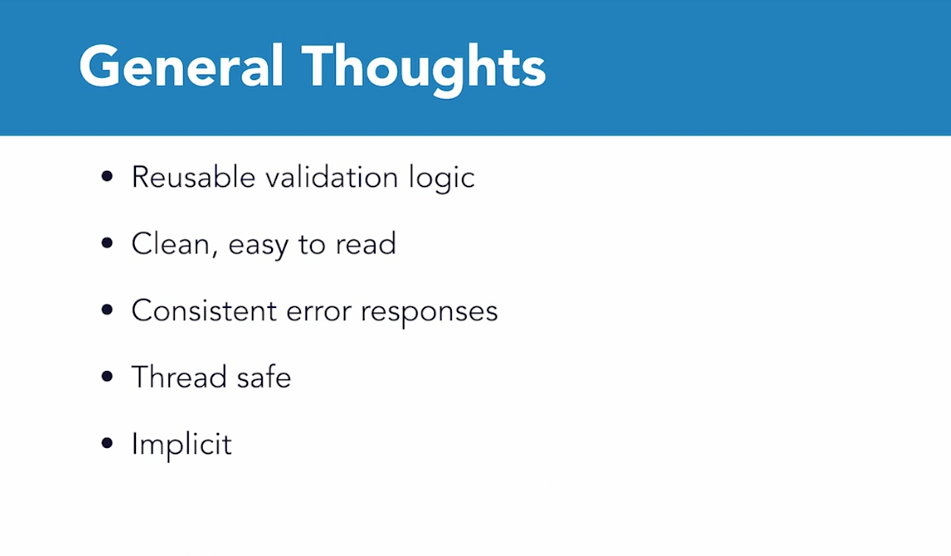 General Thoughts
• Reusable validation logic
• Clean, easy to read
• Consistent error responses
• Thread safe
• Implicit